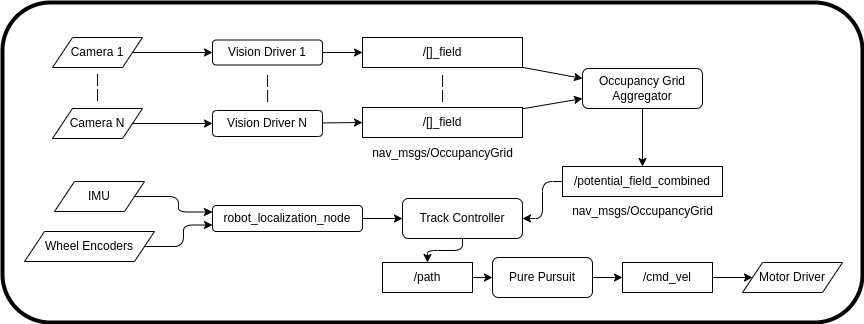 Camera 1
Vision Driver 1
/[]_field
Occupancy Grid
Aggregator
Camera N
Vision Driver N
/[]_field
nav_msgs/OccupancyGrid
/potential_field_combined
nav_msgs/OccupancyGrid
IMU
robot_localization_node
Track Controller
Wheel Encoders
/path
Pure Pursuit
/cmd_vel
Motor Driver